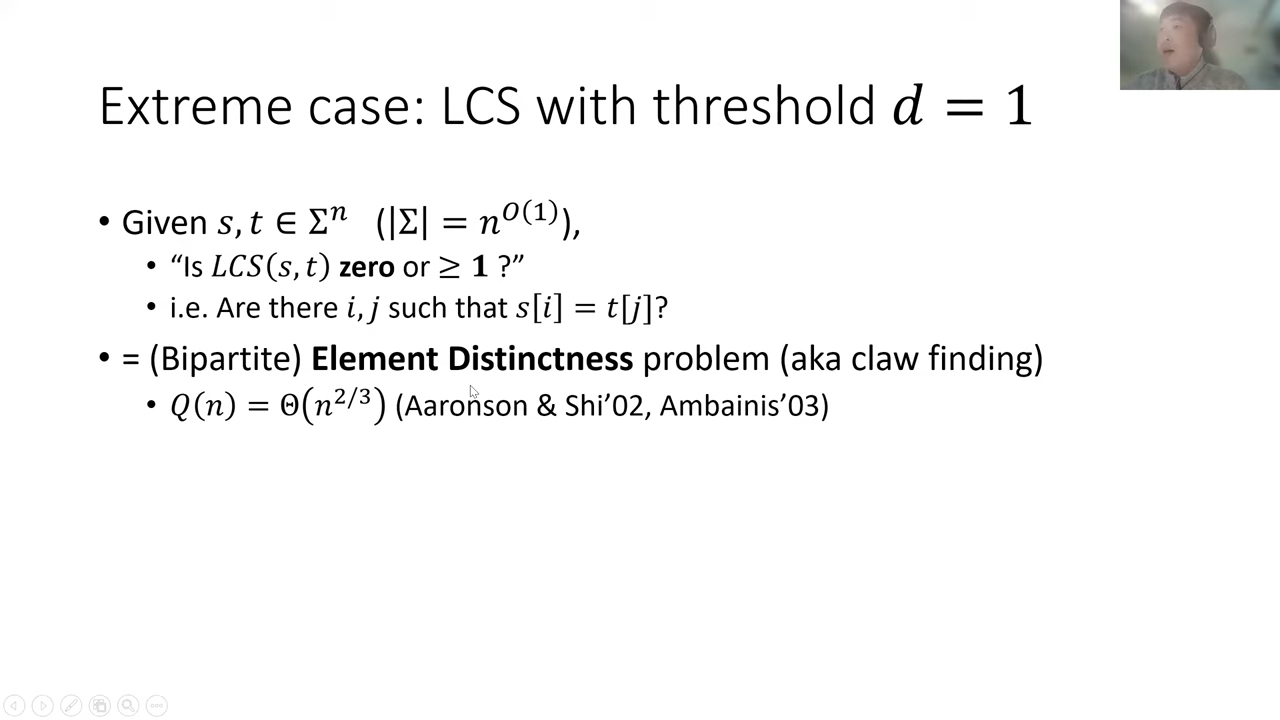 Extreme case: LCS with threshold 𝑑 = 1
• Given 𝑠, 𝑡 ∈ Σⁿ (|Σ| = n^{O(1)}),
• “Is 𝐿𝐶𝑆(𝑠, 𝑡) zero or ≥ 1 ?”
• i.e. Are there 𝑖, 𝑗 such that 𝑠[𝑖] = 𝑡[𝑗]?
• = (Bipartite) Element Distinctness problem (aka claw finding)
• 𝑄(𝑛) = Θ(n^{2/3}) (Aaronson & Shi’02, Ambainis’03)